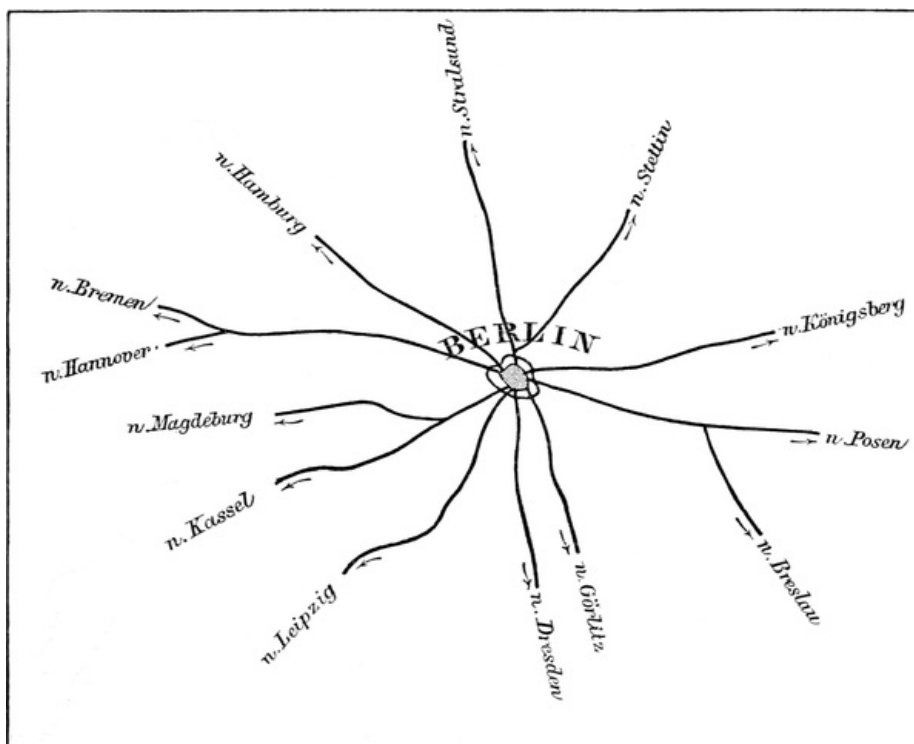 n. Stralsund
n. Stettin
n. Hamburg
n. Bremen
BERLIN
n. Königsberg
n. Hannover.
n. Magdeburg
n. Posen
n. Kassel
n. Breslau
n. Leipzig
n. Görlitz
n. Dresden